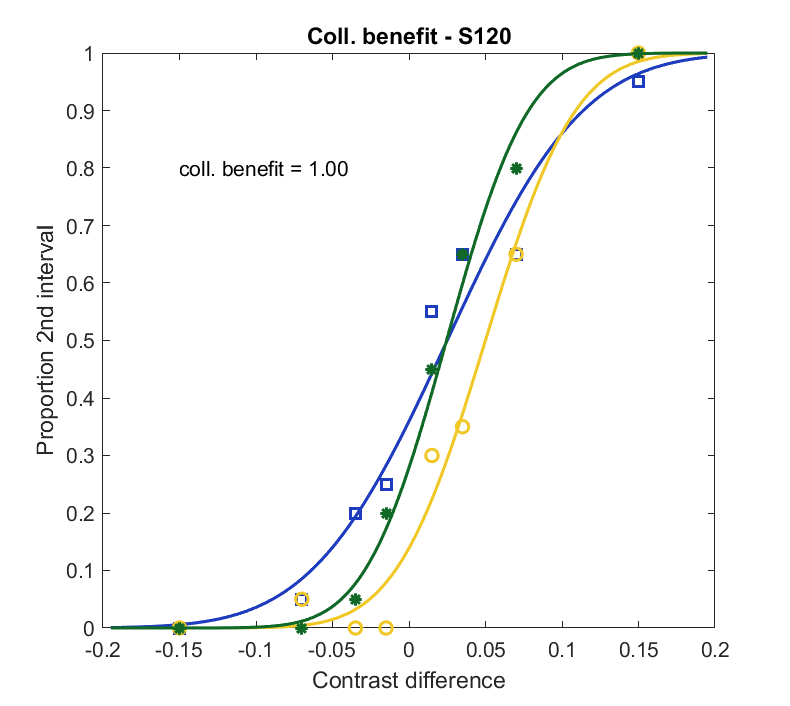 Coll. benefit - S120
coll. benefit = 1.00
Proportion 2nd interval
1
0.9
0.8
0.7
0.6
0.5
0.4
0.3
0.2
0.1
0
-0.2 -0.15 -0.1 -0.05 0 0.05 0.1 0.15 0.2
Contrast difference